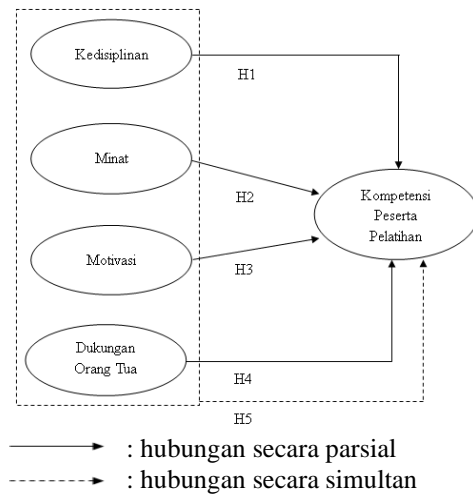 Kedisiplinan
H1
Minat
H2
Kompetensi
Peserta
Pelatihan
Motivasi
H3
Dukungan
Orang Tua
H4
H5
: hubungan secara parsial
: hubungan secara simultan